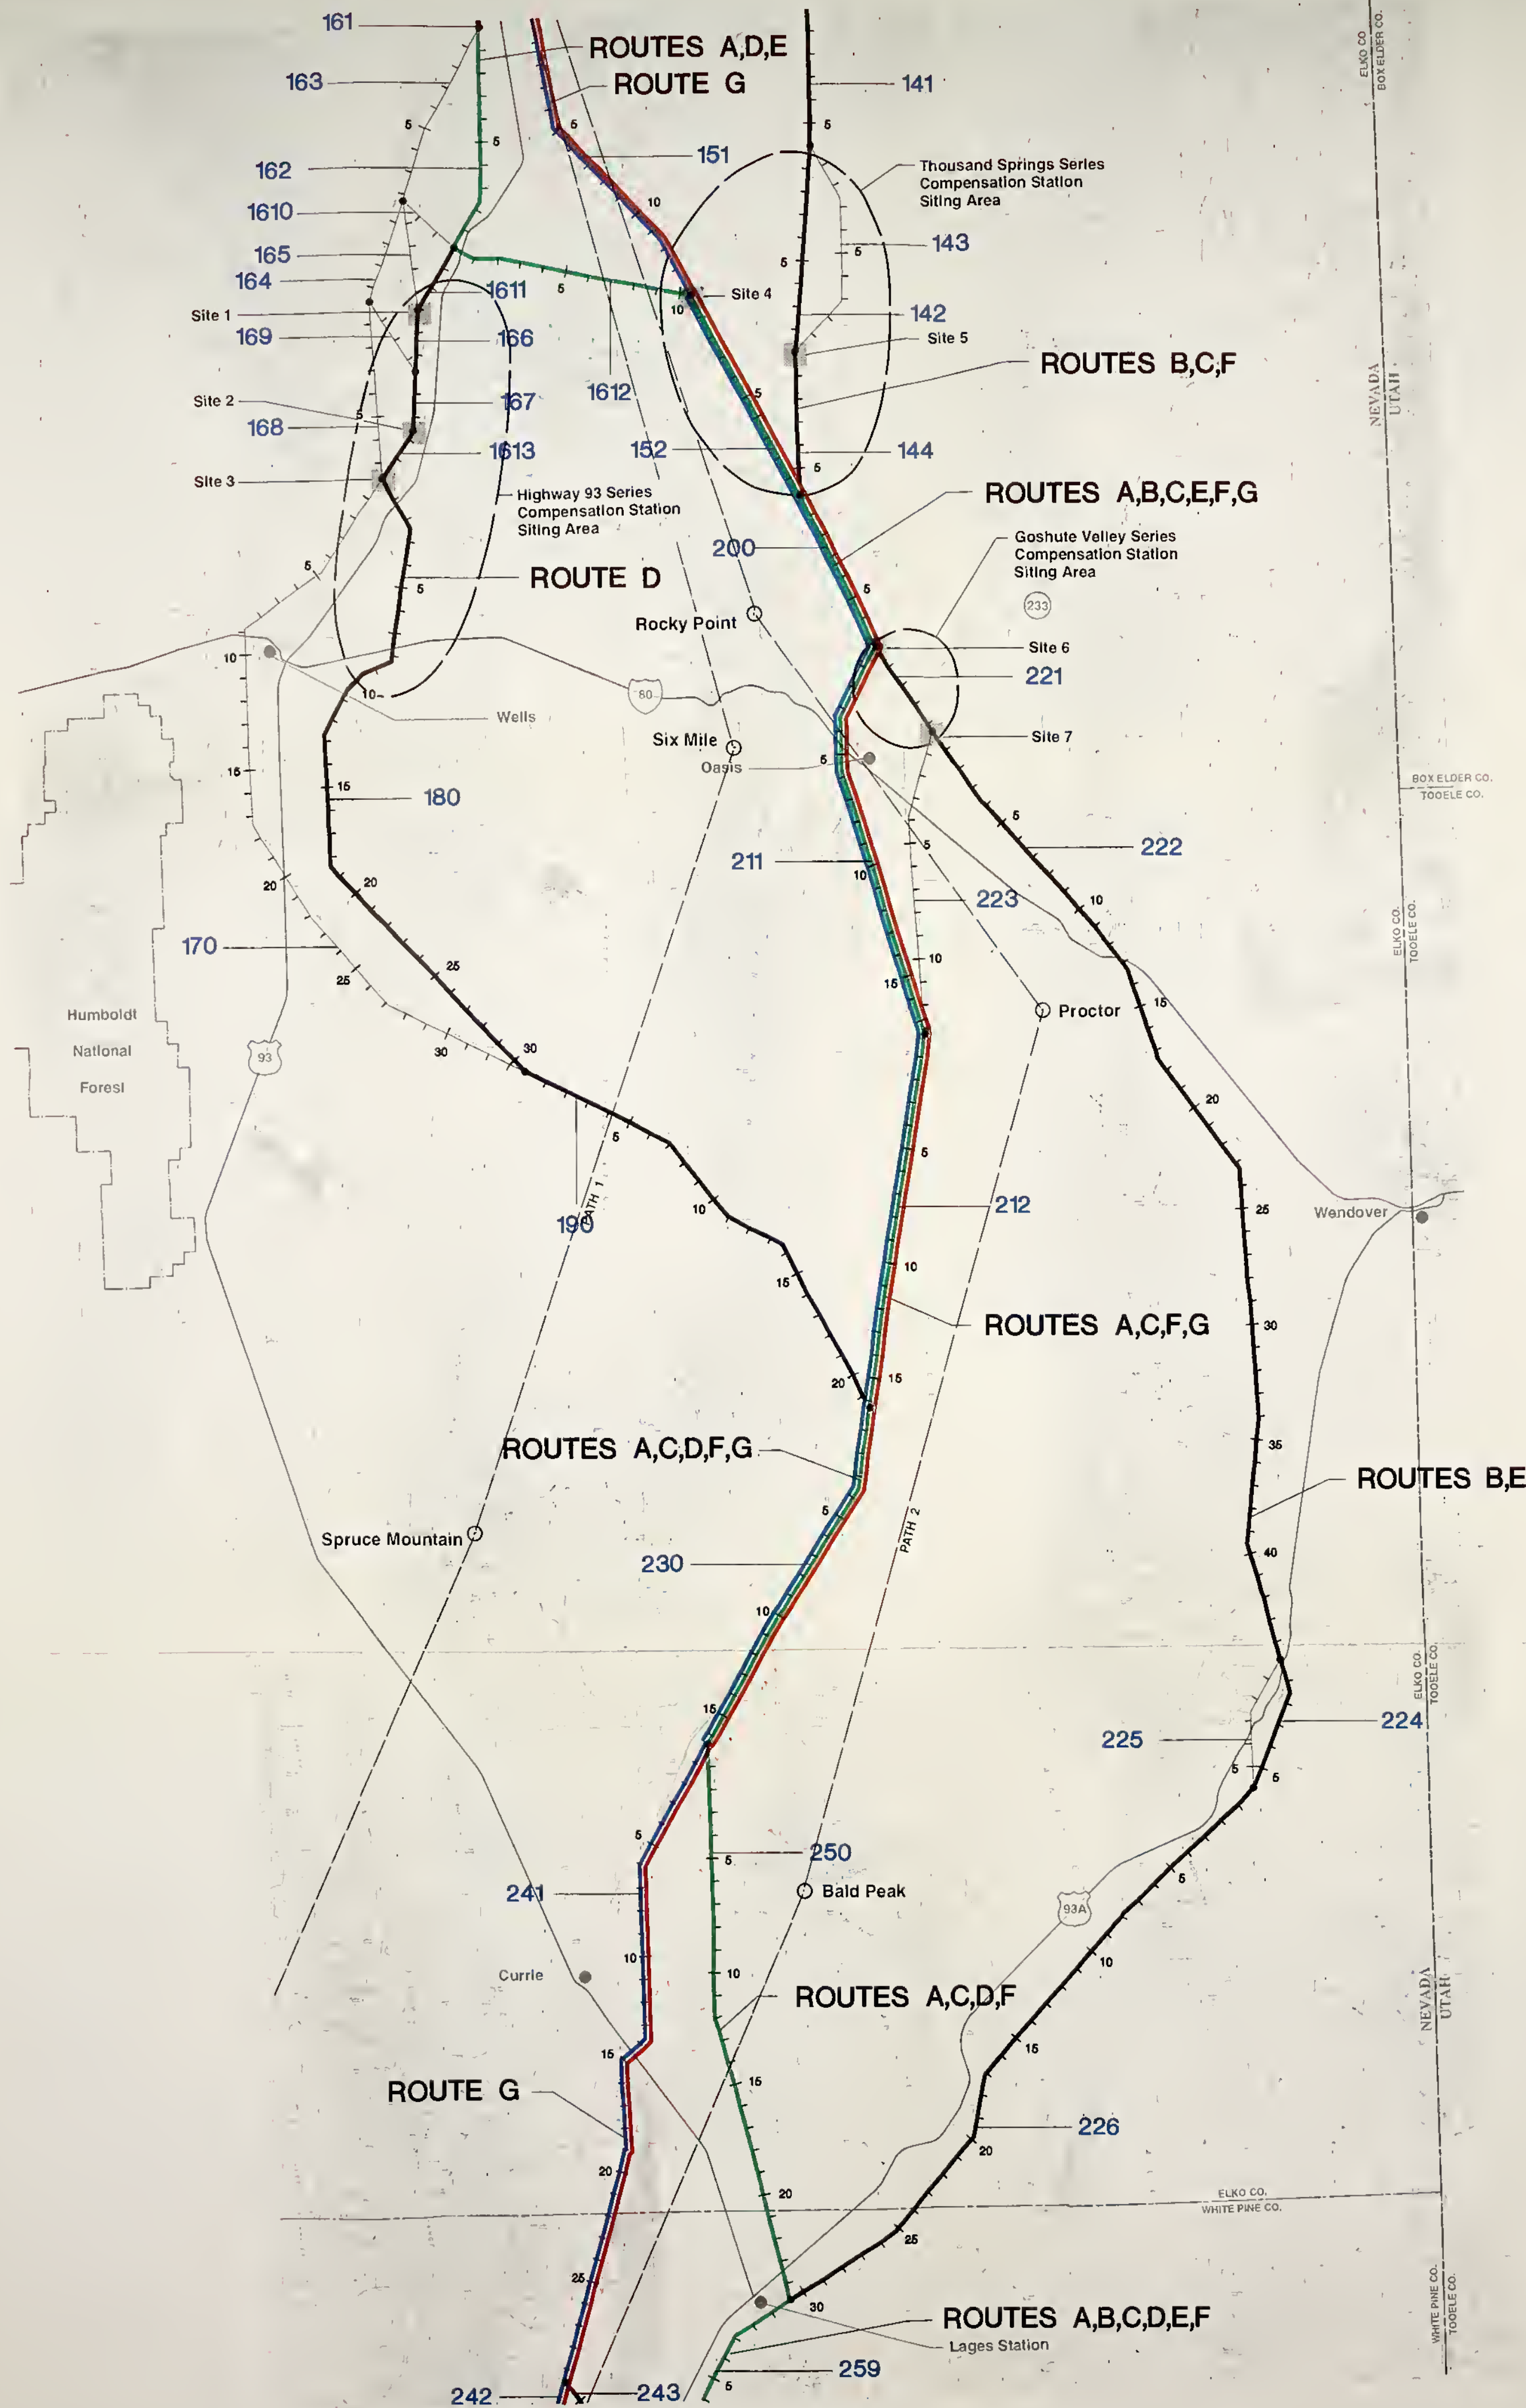 161
ROUTES A,D,E
ROUTE G
163
141
5
5
5
5
151
162
Thousand Springs Series
Compensation Station
Siting Area
1610
10
143
165
5
5
164
1611
5
Site 4
Site 1
10
142
169
166
Site 5
ROUTES B,C,F
NEVADA
UTAH
1612
5
Site 2
167
5
168
1613
152
144
5
Site 3
Highway 93 Series
Compensation Station
Siting Area
ROUTES A,B,C,E,F,G
200
Goshute Valley Series
Compensation Station
Siting Area
5
ROUTE D
5
5
233
Rocky Point
Site 6
10
221
10
80
Wells
Site 7
Six Mile
5
Oasis
15
15
180
BOX ELDER CO.
TOOELE CO.
5
5
222
211
10
20
20
223
10
170
25
25
10
15
ELKO CO.
TOOELE CO.
15
Proctor
Humboldt
National
Forest
93
30
30
20
5
5
PATH 1
190
10
212
25
Wendover
10
15
30
ROUTES A,C,F,G
20
15
35
ROUTES A,C,D,F,G
ROUTES B,E
5
PATH 2
Spruce Mountain
40
230
10
ELKO CO.
TOOELE CO.
15
224
225
5
5
5
250
5
241
5
Bald Peak
93A
10
10
10
Currie
ROUTES A,C,D,F
NEVADA
UTAH
15
15
15
ROUTE G
226
20
20
20
ELKO CO.
WHITE PINE CO.
25
25
30
WHITE PINE CO.
TOOELE CO.
ROUTES A,B,C,D,E,F
Lages Station
259
5
242
243
ELKO CO.
BOX ELDER CO.